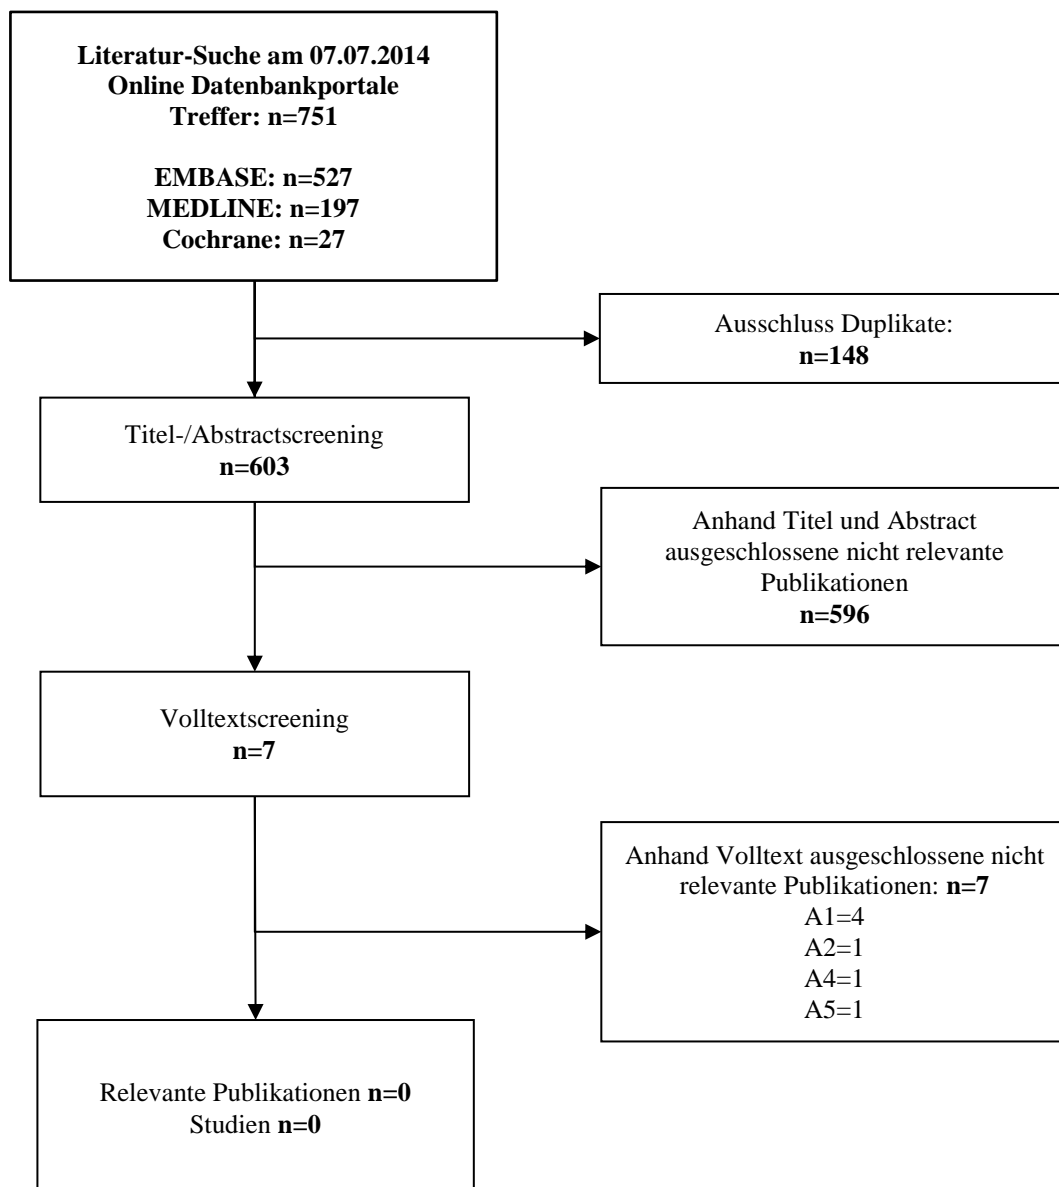 Literatur-Suche am 07.07.2014
Online Datenbankportale
Treffer: n=751
EMBASE: n=527
MEDLINE: n=197
Cochrane: n=27
Ausschluss Duplikate:
n=148
Titel-/Abstractscreening
n=603
Anhand Titel und Abstract
ausgeschlossene nicht relevante
Publikationen
n=596
Volltextscreening
n=7
Anhand Volltext ausgeschlossene nicht
relevante Publikationen: n=7
A1=4
A2=1
A4=1
A5=1
Relevante Publikationen n=0
Studien n=0